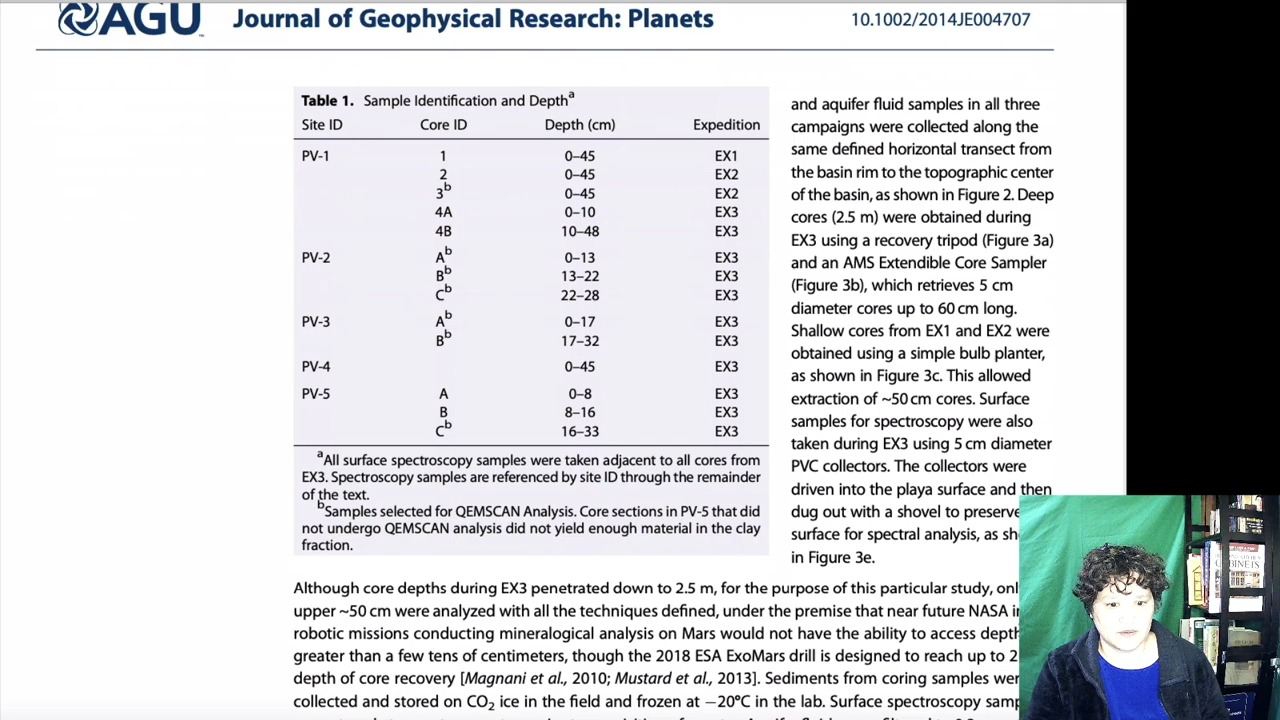 AGU Journal of Geophysical Research: Planets 10.1002/2014JE004707
Table 1. Sample Identification and Depthᵃ
Site ID Core ID Depth (cm) Expedition
PV-1 1 0–45 EX1
2 0–45 EX2
3ᵇ 0–45 EX2
4A 0–10 EX3
4B 10–48 EX3
PV-2 Aᵇ 0–13 EX3
Bᵇ 13–22 EX3
Cᵇ 22–28 EX3
PV-3 Aᵇ 0–17 EX3
Bᵇ 17–32 EX3
PV-4 0–45 EX3
PV-5 A 0–8 EX3
B 8–16 EX3
Cᵇ 16–33 EX3
ᵃAll surface spectroscopy samples were taken adjacent to all cores from
EX3. Spectroscopy samples are referenced by site ID through the remainder
of the text.
ᵇSamples selected for QEMSCAN Analysis. Core sections in PV-5 that did
not undergo QEMSCAN analysis did not yield enough material in the clay
fraction.
and aquifer fluid samples in all three
campaigns were collected along the
same defined horizontal transect from
the basin rim to the topographic center
of the basin, as shown in Figure 2. Deep
cores (2.5 m) were obtained during
EX3 using a recovery tripod (Figure 3a)
and an AMS Extendible Core Sampler
(Figure 3b), which retrieves 5 cm
diameter cores up to 60 cm long.
Shallow cores from EX1 and EX2 were
obtained using a simple bulb planter,
as shown in Figure 3c. This allowed
extraction of ~50 cm cores. Surface
samples for spectroscopy were also
taken during EX3 using 5 cm diameter
PVC collectors. The collectors were
driven into the playa surface and then
dug out with a shovel to preserve
surface for spectral analysis, as
in Figure 3e.
Although core depths during EX3 penetrated down to 2.5 m, for the purpose of this particular study,
upper ~50 cm were analyzed with all the techniques defined, under the premise that near future NASA
robotic missions conducting mineralogical analysis on Mars would not have the ability to access
greater than a few tens of centimeters, though the 2018 ESA ExoMars drill is designed to reach up to 2
depth of core recovery [Magnani et al., 2010; Mustard et al., 2013]. Sediments from coring samples
collected and stored on CO₂ ice in the field and frozen at −20°C in the lab. Surface spectroscopy